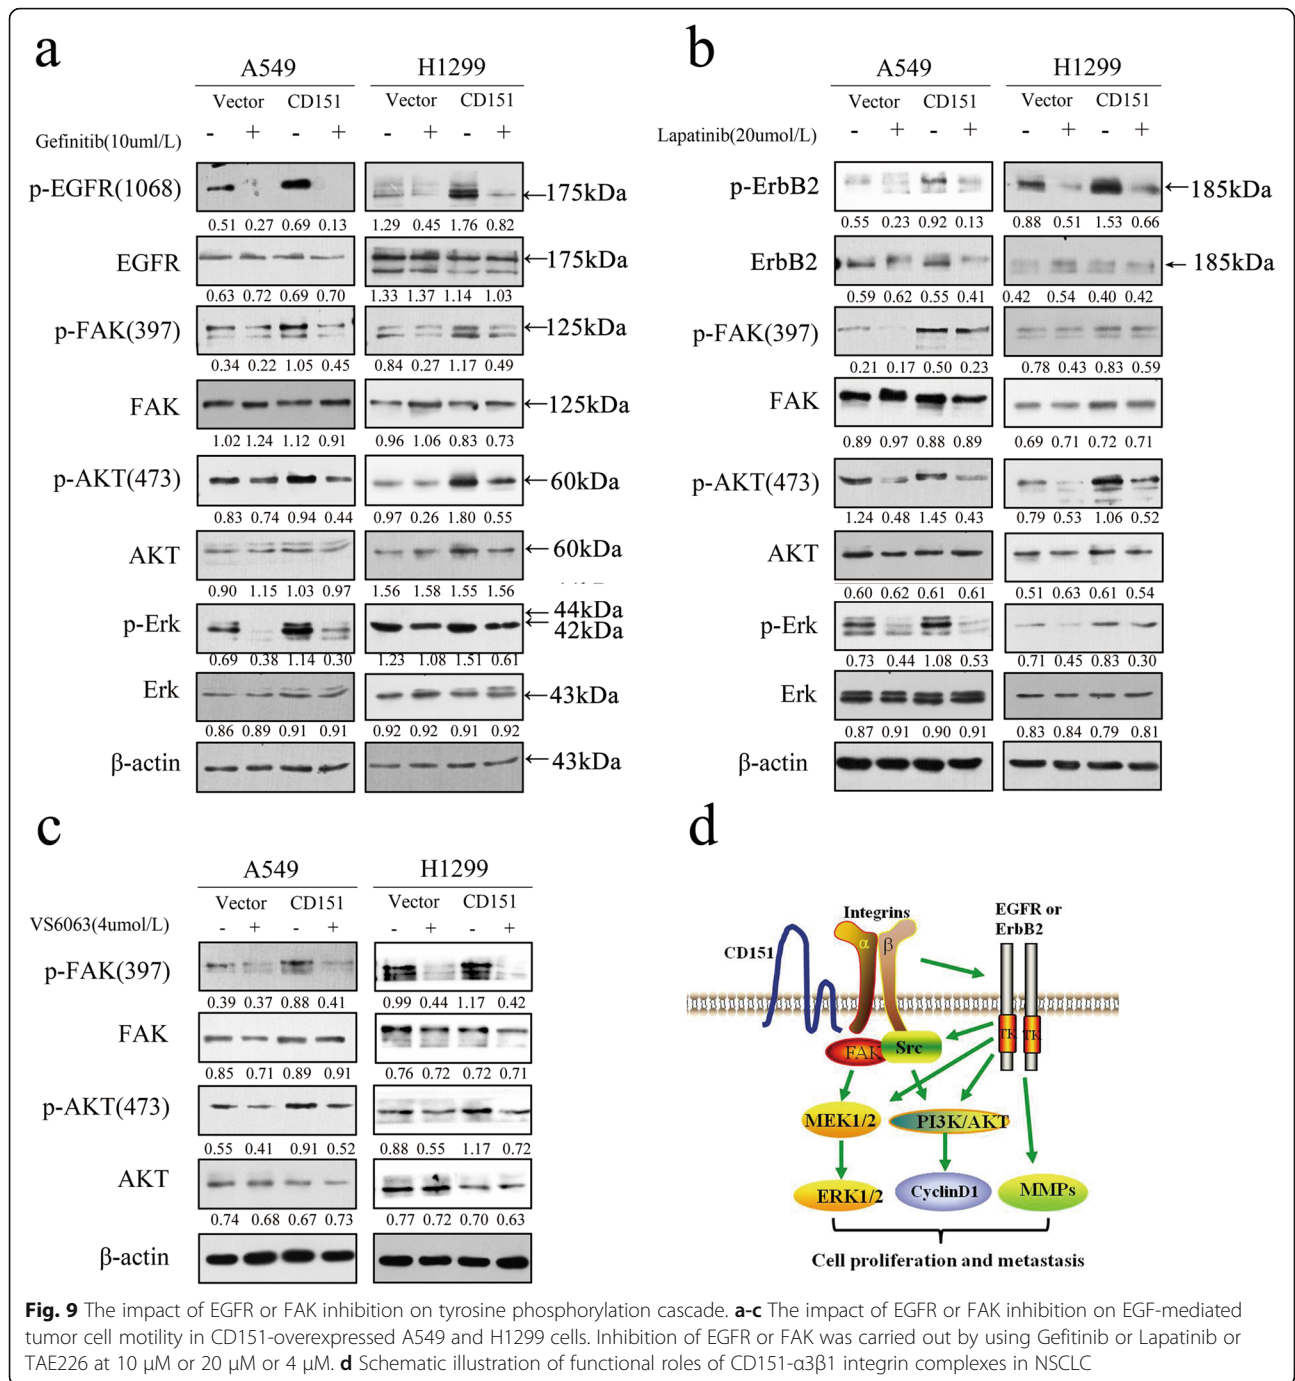 a
A549 H1299
Vector CD151 Vector CD151
Gefinitib(10uml/L) - + - + - + - +
p-EGFR(1068) ←175kDa
0.51 0.27 0.69 0.13 1.29 0.45 1.76 0.82
EGFR ←175kDa
0.63 0.72 0.69 0.70 1.33 1.37 1.14 1.03
p-FAK(397) ←125kDa
0.34 0.22 1.05 0.45 0.84 0.27 1.17 0.49
FAK ←125kDa
1.02 1.24 1.12 0.91 0.96 1.06 0.83 0.73
p-AKT(473) ←60kDa
0.83 0.74 0.94 0.44 0.97 0.26 1.80 0.55
AKT ←60kDa
0.90 1.15 1.03 0.97 1.56 1.58 1.55 1.56
p-Erk ←44kDa
←42kDa
0.69 0.38 1.14 0.30 1.23 1.08 1.51 0.61
Erk ←43kDa
0.86 0.89 0.91 0.91 0.92 0.92 0.91 0.92
β-actin ←43kDa
b
A549 H1299
Vector CD151 Vector CD151
Lapatinib(20umol/L) - + - + - + - +
p-ErbB2 ←185kDa
0.55 0.23 0.92 0.13 0.88 0.51 1.53 0.66
ErbB2 ← 185kDa
0.59 0.62 0.55 0.41 0.42 0.54 0.40 0.42
p-FAK(397)
0.21 0.17 0.50 0.23 0.78 0.43 0.83 0.59
FAK
0.89 0.97 0.88 0.89 0.69 0.71 0.72 0.71
p-AKT(473)
1.24 0.48 1.45 0.43 0.79 0.53 1.06 0.52
AKT
0.60 0.62 0.61 0.61 0.51 0.63 0.61 0.54
p-Erk
0.73 0.44 1.08 0.53 0.71 0.45 0.83 0.30
Erk
0.87 0.91 0.90 0.91 0.83 0.84 0.79 0.81
β-actin
c
A549 H1299
Vector CD151 Vector CD151
VS6063(4umol/L) - + - + - + - +
p-FAK(397)
0.39 0.37 0.88 0.41 0.99 0.44 1.17 0.42
FAK
0.85 0.71 0.89 0.91 0.76 0.72 0.72 0.71
p-AKT(473)
0.55 0.41 0.91 0.52 0.88 0.55 1.17 0.72
AKT
0.74 0.68 0.67 0.73 0.77 0.72 0.70 0.63
β-actin
d
Integrins
EGFR or
ErbB2
CD151
α β
TK TK
FAK Src
MEK1/2 PI3K/AKT
ERK1/2 CyclinD1 MMPs
Cell proliferation and metastasis
Fig. 9 The impact of EGFR or FAK inhibition on tyrosine phosphorylation cascade. a-c The impact of EGFR or FAK inhibition on EGF-mediated
tumor cell motility in CD151-overexpressed A549 and H1299 cells. Inhibition of EGFR or FAK was carried out by using Gefitinib or Lapatinib or
TAE226 at 10 μM or 20 μM or 4 μM. d Schematic illustration of functional roles of CD151-α3β1 integrin complexes in NSCLC